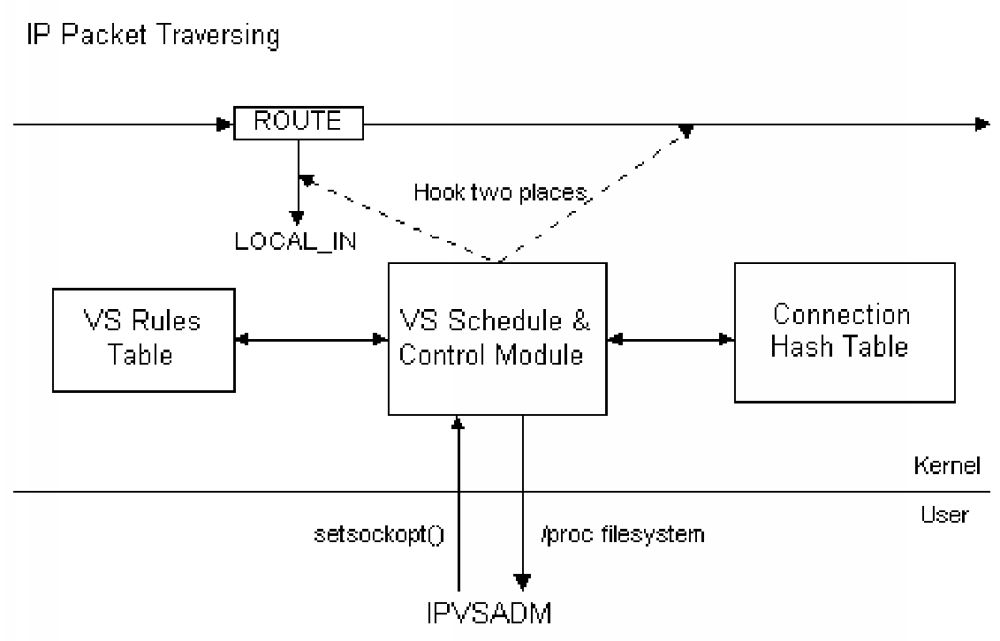 IP Packet Traversing
ROUTE
Hook two places
LOCAL_IN
VS Rules
Table
VS Schedule &
Control Module
Connection
Hash Table
Kernel
User
setsockopt()
/proc filesystem
IPVSADM